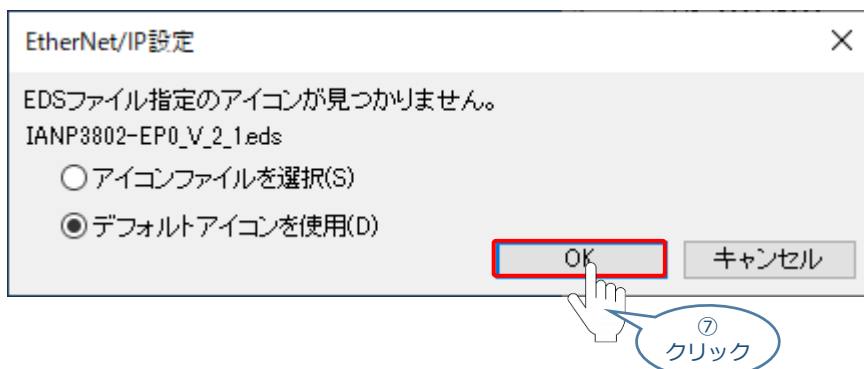 EtherNet/IP設定
EDSファイル指定のアイコンが見つかりません。
IANP3802-EP0_V_2_1.eds
アイコンファイルを選択(S)
デフォルトアイコンを使用(D)
OK キャンセル
⑦
クリック